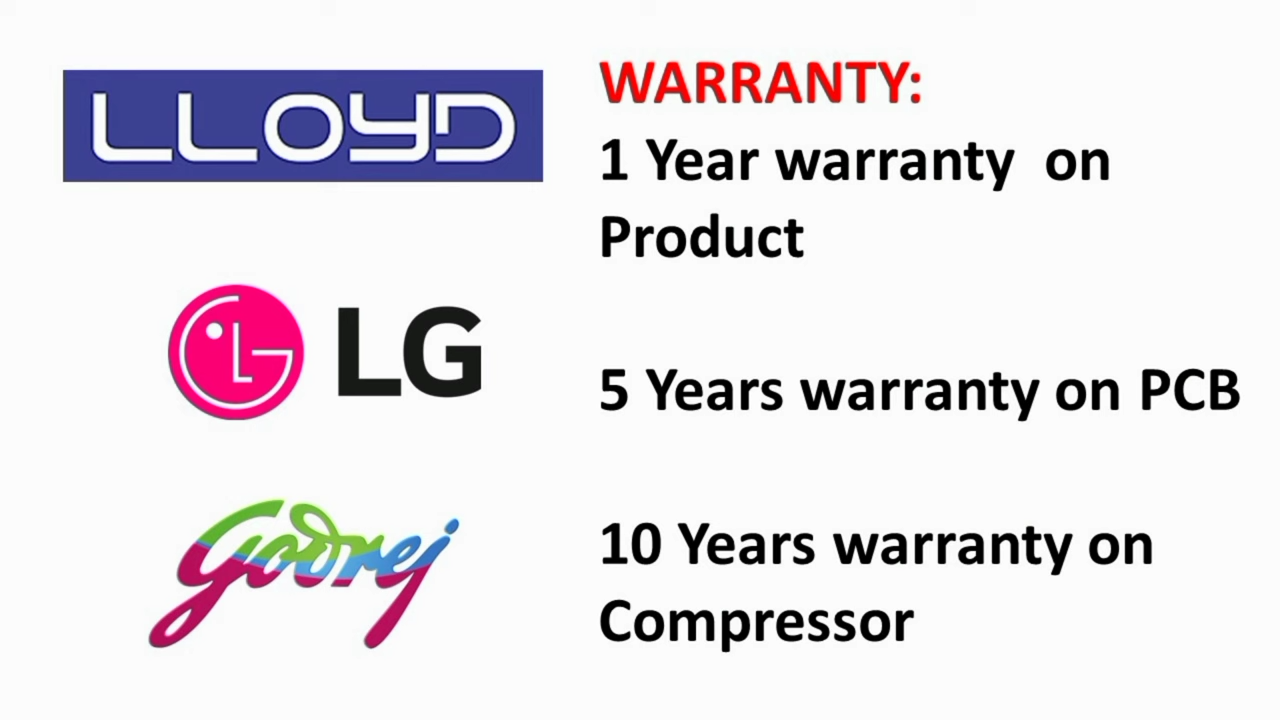 LLOYD
LG
Godrej
WARRANTY:
1 Year warranty on
Product
5 Years warranty on PCB
10 Years warranty on
Compressor